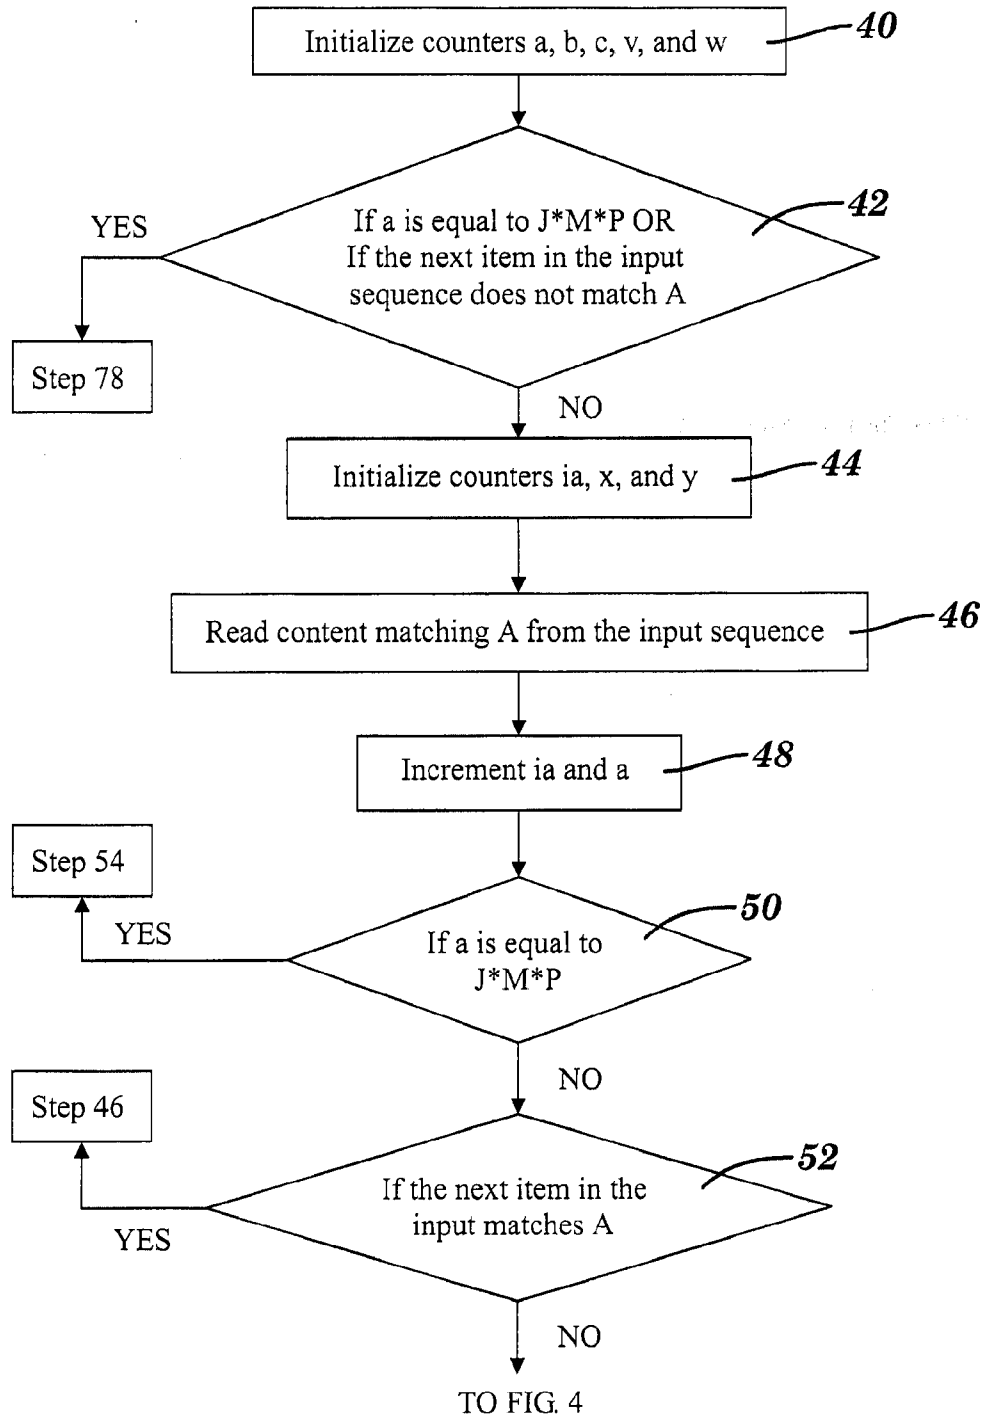 Initialize counters a, b, c, v, and w
40
If a is equal to J*M*P OR
If the next item in the input
sequence does not match A
42
YES
Step 78
NO
Initialize counters ia, x, and y
44
Read content matching A from the input sequence
46
Increment ia and a
48
Step 54
YES
If a is equal to
J*M*P
50
NO
Step 46
YES
If the next item in the
input matches A
52
NO
TO FIG. 4